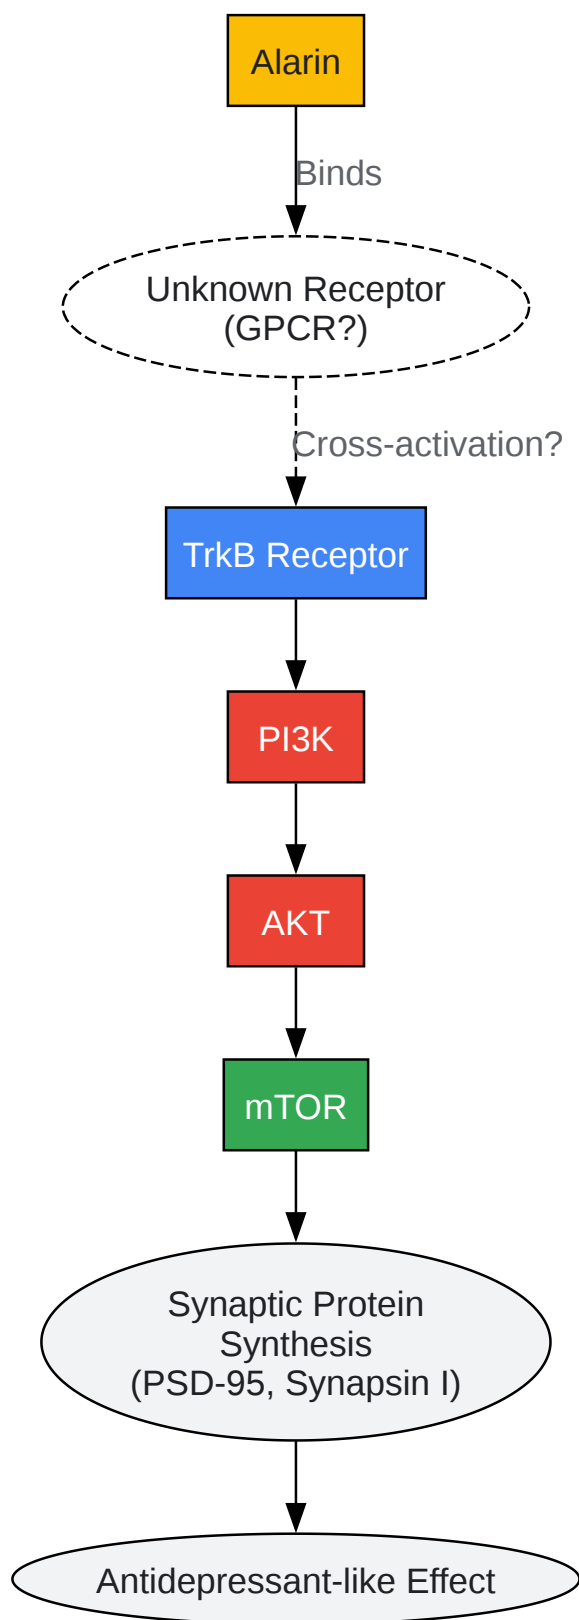 Alarin
Binds
Unknown Receptor
(GPCR?)
Cross-activation?
TrkB Receptor
PI3K
AKT
mTOR
Synaptic Protein
Synthesis
(PSD-95, Synapsin I)
Antidepressant-like Effect